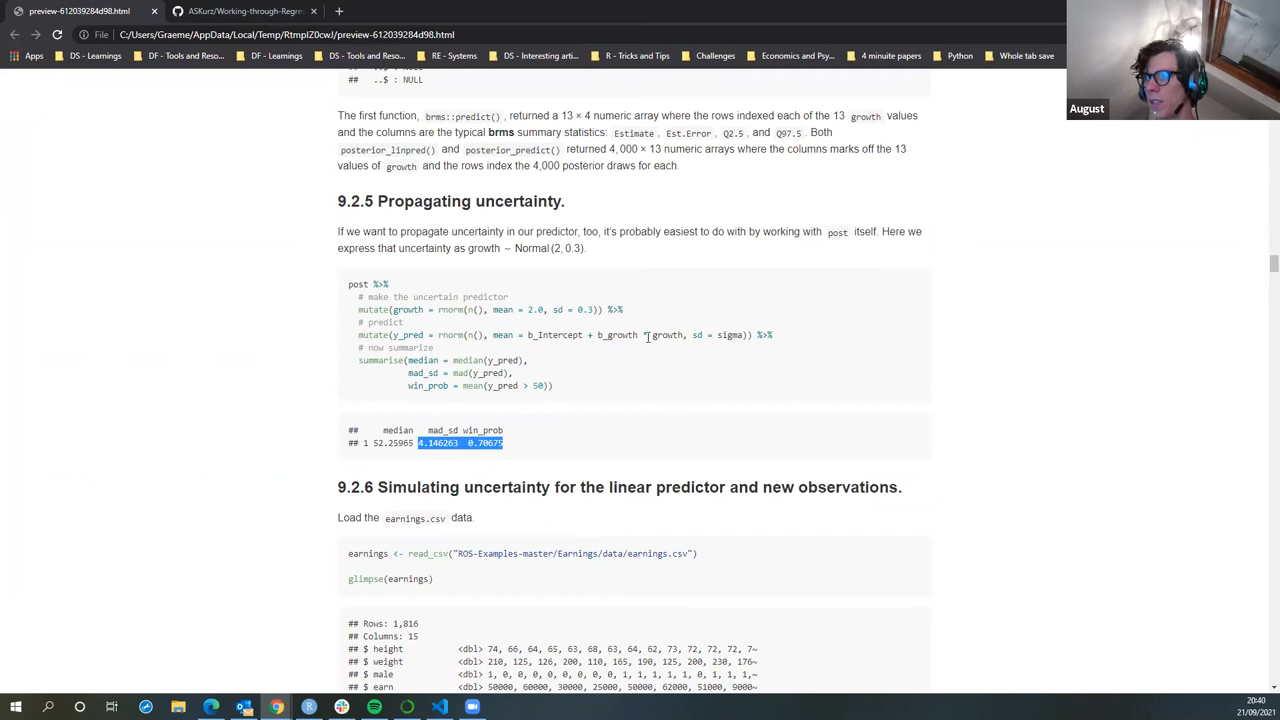 preview-612039284d98.html
ASKurz/Working-through-Regre
File
C:/Users/Graeme/AppData/Local/Temp/RtmpIZ0cwJ/preview-612039284d98.html
Apps
DS - Learnings
DF - Tools and Reso...
DF - Learnings
DS - Tools and Reso...
RE - Systems
DS - Interesting arti...
R - Tricks and Tips
Challenges
Economics and Psy...
4 minuite papers
Python
Whole tab save
August
## ..$ : NULL
## ..$ : NULL
The first function, brms::predict() , returned a 13 × 4 numeric array where the rows indexed each of the 13 growth values
and the columns are the typical brms summary statistics: Estimate , Est.Error , Q2.5 , and Q97.5 . Both
posterior_linpred() and posterior_predict() returned 4,000 × 13 numeric arrays where the columns marks off the 13
values of growth and the rows index the 4,000 posterior draws for each.
9.2.5 Propagating uncertainty.
If we want to propagate uncertainty in our predictor, too, it's probably easiest to do with by working with post itself. Here we
express that uncertainty as growth ~ Normal(2, 0.3).
post %>%
# make the uncertain predictor
mutate(growth = rnorm(n(), mean = 2.0, sd = 0.3)) %>%
# predict
mutate(y_pred = rnorm(n(), mean = b_Intercept + b_growth * growth, sd = sigma)) %>%
# now summarize
summarise(median = median(y_pred),
mad_sd = mad(y_pred),
win_prob = mean(y_pred > 50))
## median mad_sd win_prob
## 1 52.25965 4.146263 0.70675
9.2.6 Simulating uncertainty for the linear predictor and new observations.
Load the earnings.csv data.
earnings <- read_csv("ROS-Examples-master/Earnings/data/earnings.csv")
glimpse(earnings)
## Rows: 1,816
## Columns: 15
## $ height <dbl> 74, 66, 64, 65, 63, 68, 63, 64, 62, 73, 72, 72, 72, 7~
## $ weight <dbl> 210, 125, 126, 200, 110, 165, 190, 125, 200, 230, 176~
## $ male <dbl> 1, 0, 0, 0, 0, 0, 1, 1, 1, 1, 1, 0, 1, 1, 1,~
## $ earn <dbl> 50000, 60000, 30000, 25000, 50000, 62000, 51000, 9000~
20:40
21/09/2021